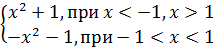 x² + 1, при x < −1, x > 1
−x² − 1, при − 1 < x < 1